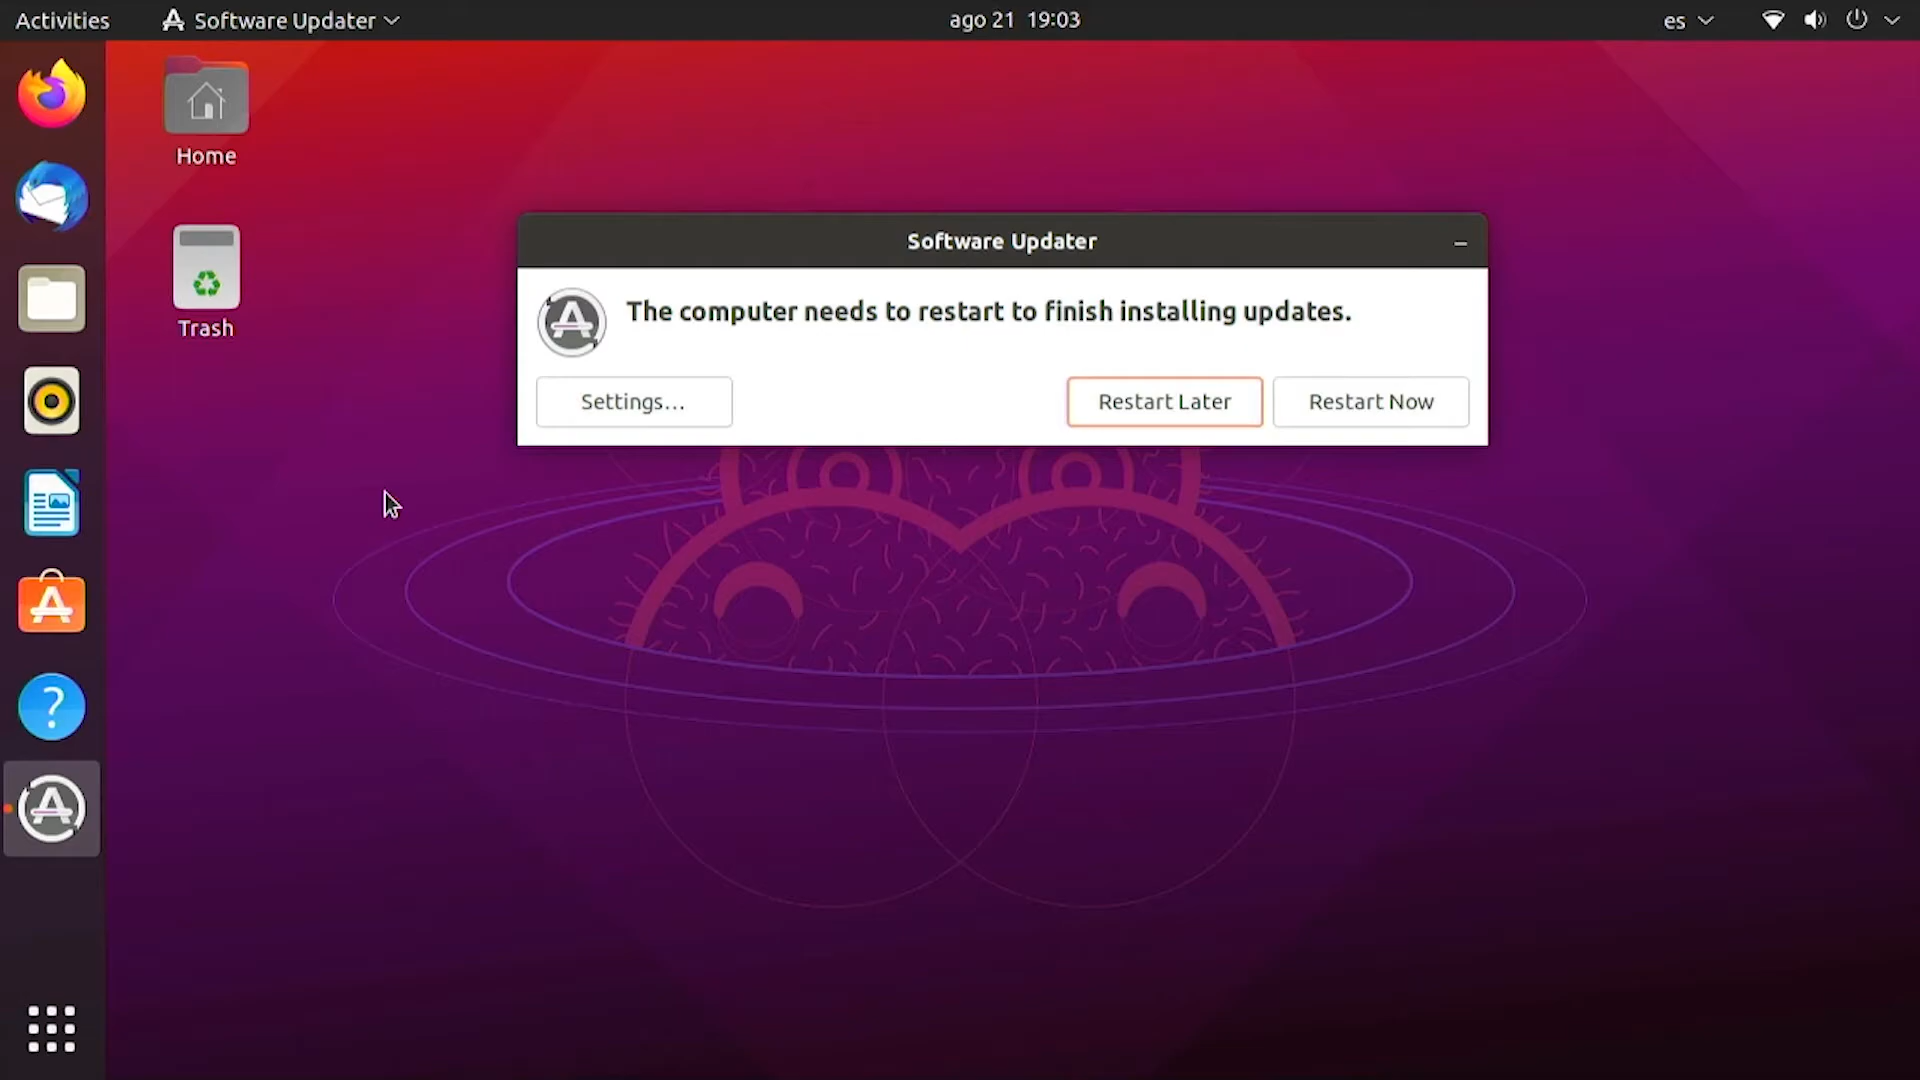 Activities
Software Updater
ago 21 19:03
es
Home
Trash
Software Updater
The computer needs to restart to finish installing updates.
Settings...
Restart Later
Restart Now